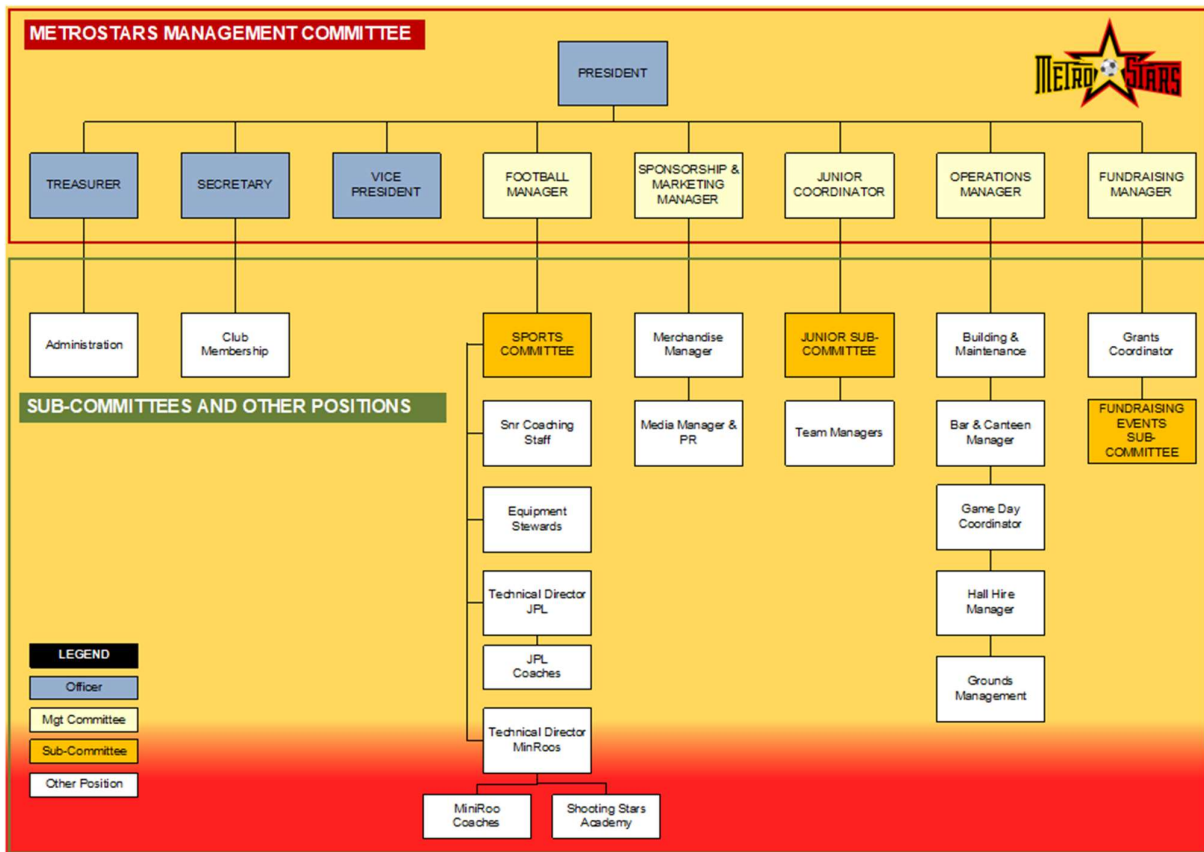 METROSTARS MANAGEMENT COMMITTEE
PRESIDENT
METRO STARS
TREASURER
SECRETARY
VICE
PRESIDENT
FOOTBALL
MANAGER
SPONSORSHIP &
MARKETING
MANAGER
JUNIOR
COORDINATOR
OPERATIONS
MANAGER
FUNDRAISING
MANAGER
Administration
Club
Membership
SPORTS
COMMITTEE
Merchandise
Manager
JUNIOR SUB-
COMMITTEE
Building &
Maintenance
Grants
Coordinator
SUB-COMMITTEES AND OTHER POSITIONS
Snr Coaching
Staff
Media Manager &
PR
Team Managers
Bar & Canteen
Manager
FUNDRAISING
EVENTS
SUB-
COMMITTEE
Equipment
Stewards
Game Day
Coordinator
Technical Director
JPL
Hall Hire
Manager
JPL
Coaches
Grounds
Management
Technical Director
MinRoos
MiniRoo
Coaches
Shooting Stars
Academy
LEGEND
Officer
Mgt Committee
Sub-Committee
Other Position